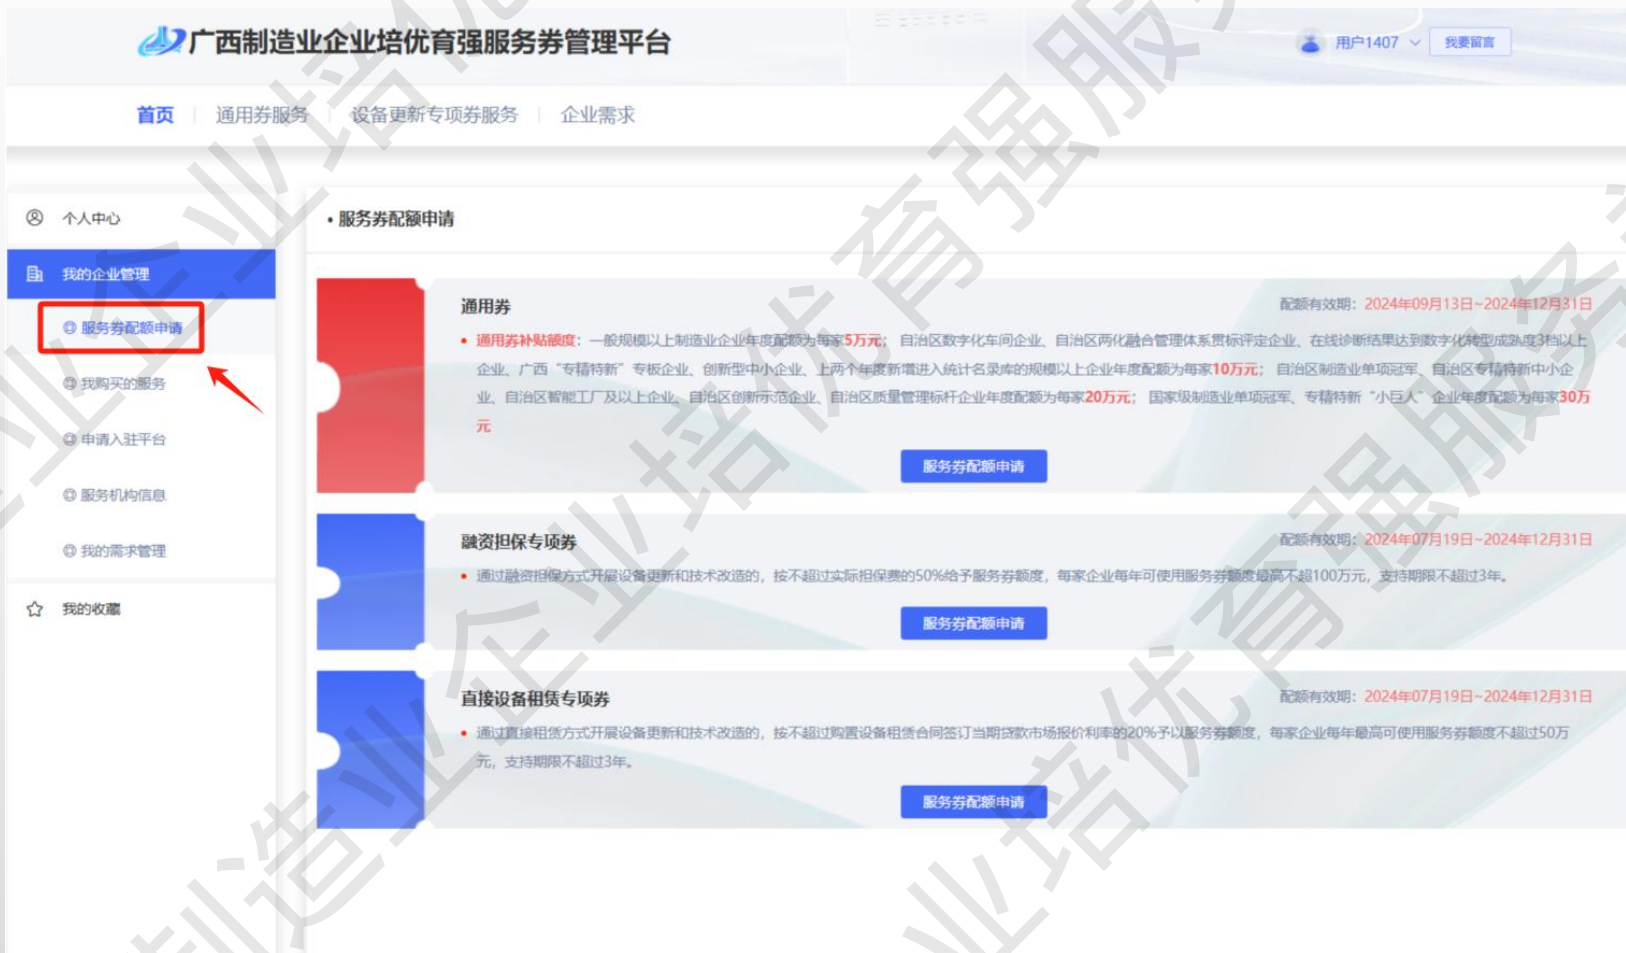 广西制造业企业培优育强服务券管理平台
用户1407
我要留言
首页
通用券服务
设备更新专项券服务
企业需求
个人中心
我的企业管理
服务券配额申请
我购买的服务
申请入驻平台
服务机构信息
我的需求管理
我的收藏
• 服务券配额申请
通用券
配额有效期：2024年09月13日~2024年12月31日
• 通用券补贴额度：一般规模以上制造业企业年度配额为每家5万元； 自治区数字化车间企业、自治区两化融合管理体系贯标评定企业、在线诊断结果达到数字化转型成熟度3档以上
企业、广西“专精特新”专板企业、创新型中小企业、上两个年度新增进入统计名录库的规模以上企业年度配额为每家10万元； 自治区制造业单项冠军、自治区专精特新中小企
业、自治区智能工厂及以上企业、自治区创新示范企业、自治区质量管理标杆企业年度配额为每家20万元； 国家级制造业单项冠军、专精特新“小巨人”企业年度配额为每家30万
元
服务券配额申请
融资担保专项券
配额有效期：2024年07月19日~2024年12月31日
• 通过融资担保方式开展设备更新和技术改造的，按不超过实际担保费的50%给予服务券额度，每家企业每年可使用服务券额度最高不超100万元，支持期限不超过3年。
服务券配额申请
直接设备租赁专项券
配额有效期：2024年07月19日~2024年12月31日
• 通过直接租赁方式开展设备更新和技术改造的，按不超过购置设备租赁合同签订当期贷款市场报价利率的20%予以服务券额度，每家企业每年最高可使用服务券额度不超过50万
元，支持期限不超过3年。
服务券配额申请